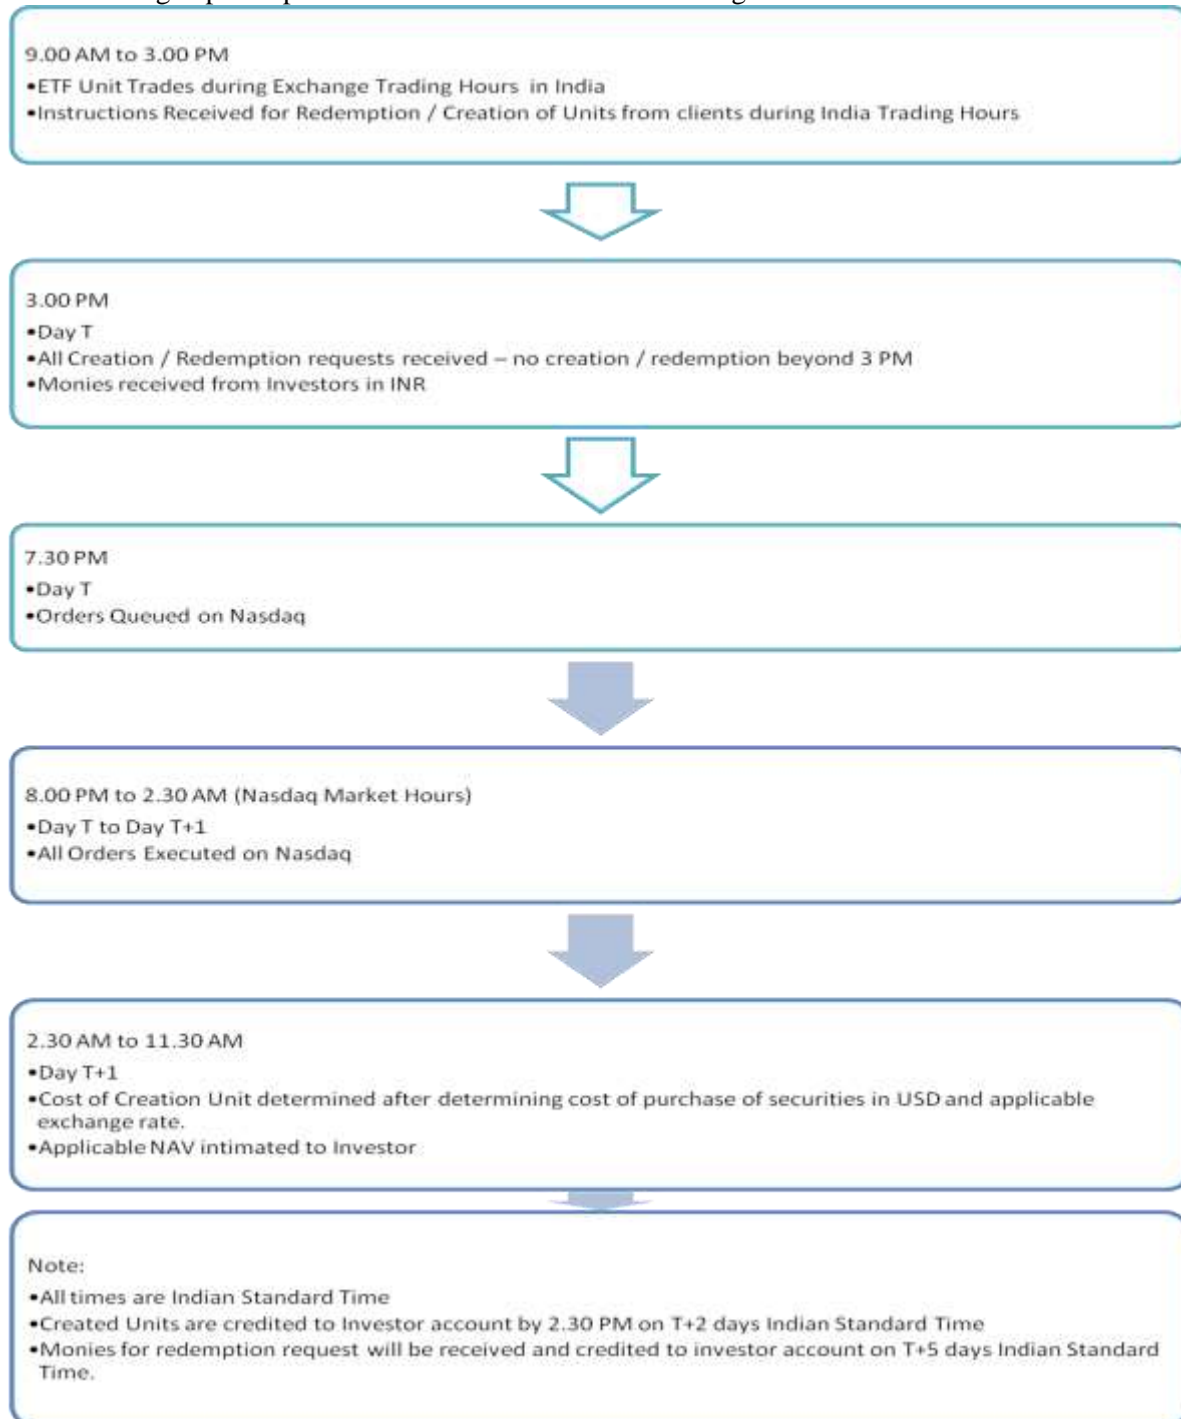 9.00 AM to 3.00 PM
•ETF Unit Trades during Exchange Trading Hours in India
•Instructions Received for Redemption / Creation of Units from clients during India Trading Hours
3.00 PM
•Day T
•All Creation / Redemption requests received – no creation / redemption beyond 3 PM
•Monies received from Investors in INR
7.30 PM
•Day T
•Orders Queued on Nasdaq
8.00 PM to 2.30 AM (Nasdaq Market Hours)
•Day T to Day T+1
•All Orders Executed on Nasdaq
2.30 AM to 11.30 AM
•Day T+1
•Cost of Creation Unit determined after determining cost of purchase of securities in USD and applicable
exchange rate.
•Applicable NAV intimated to Investor
Note:
•All times are Indian Standard Time
•Created Units are credited to Investor account by 2.30 PM on T+2 days Indian Standard Time
•Monies for redemption request will be received and credited to investor account on T+5 days Indian Standard
Time.